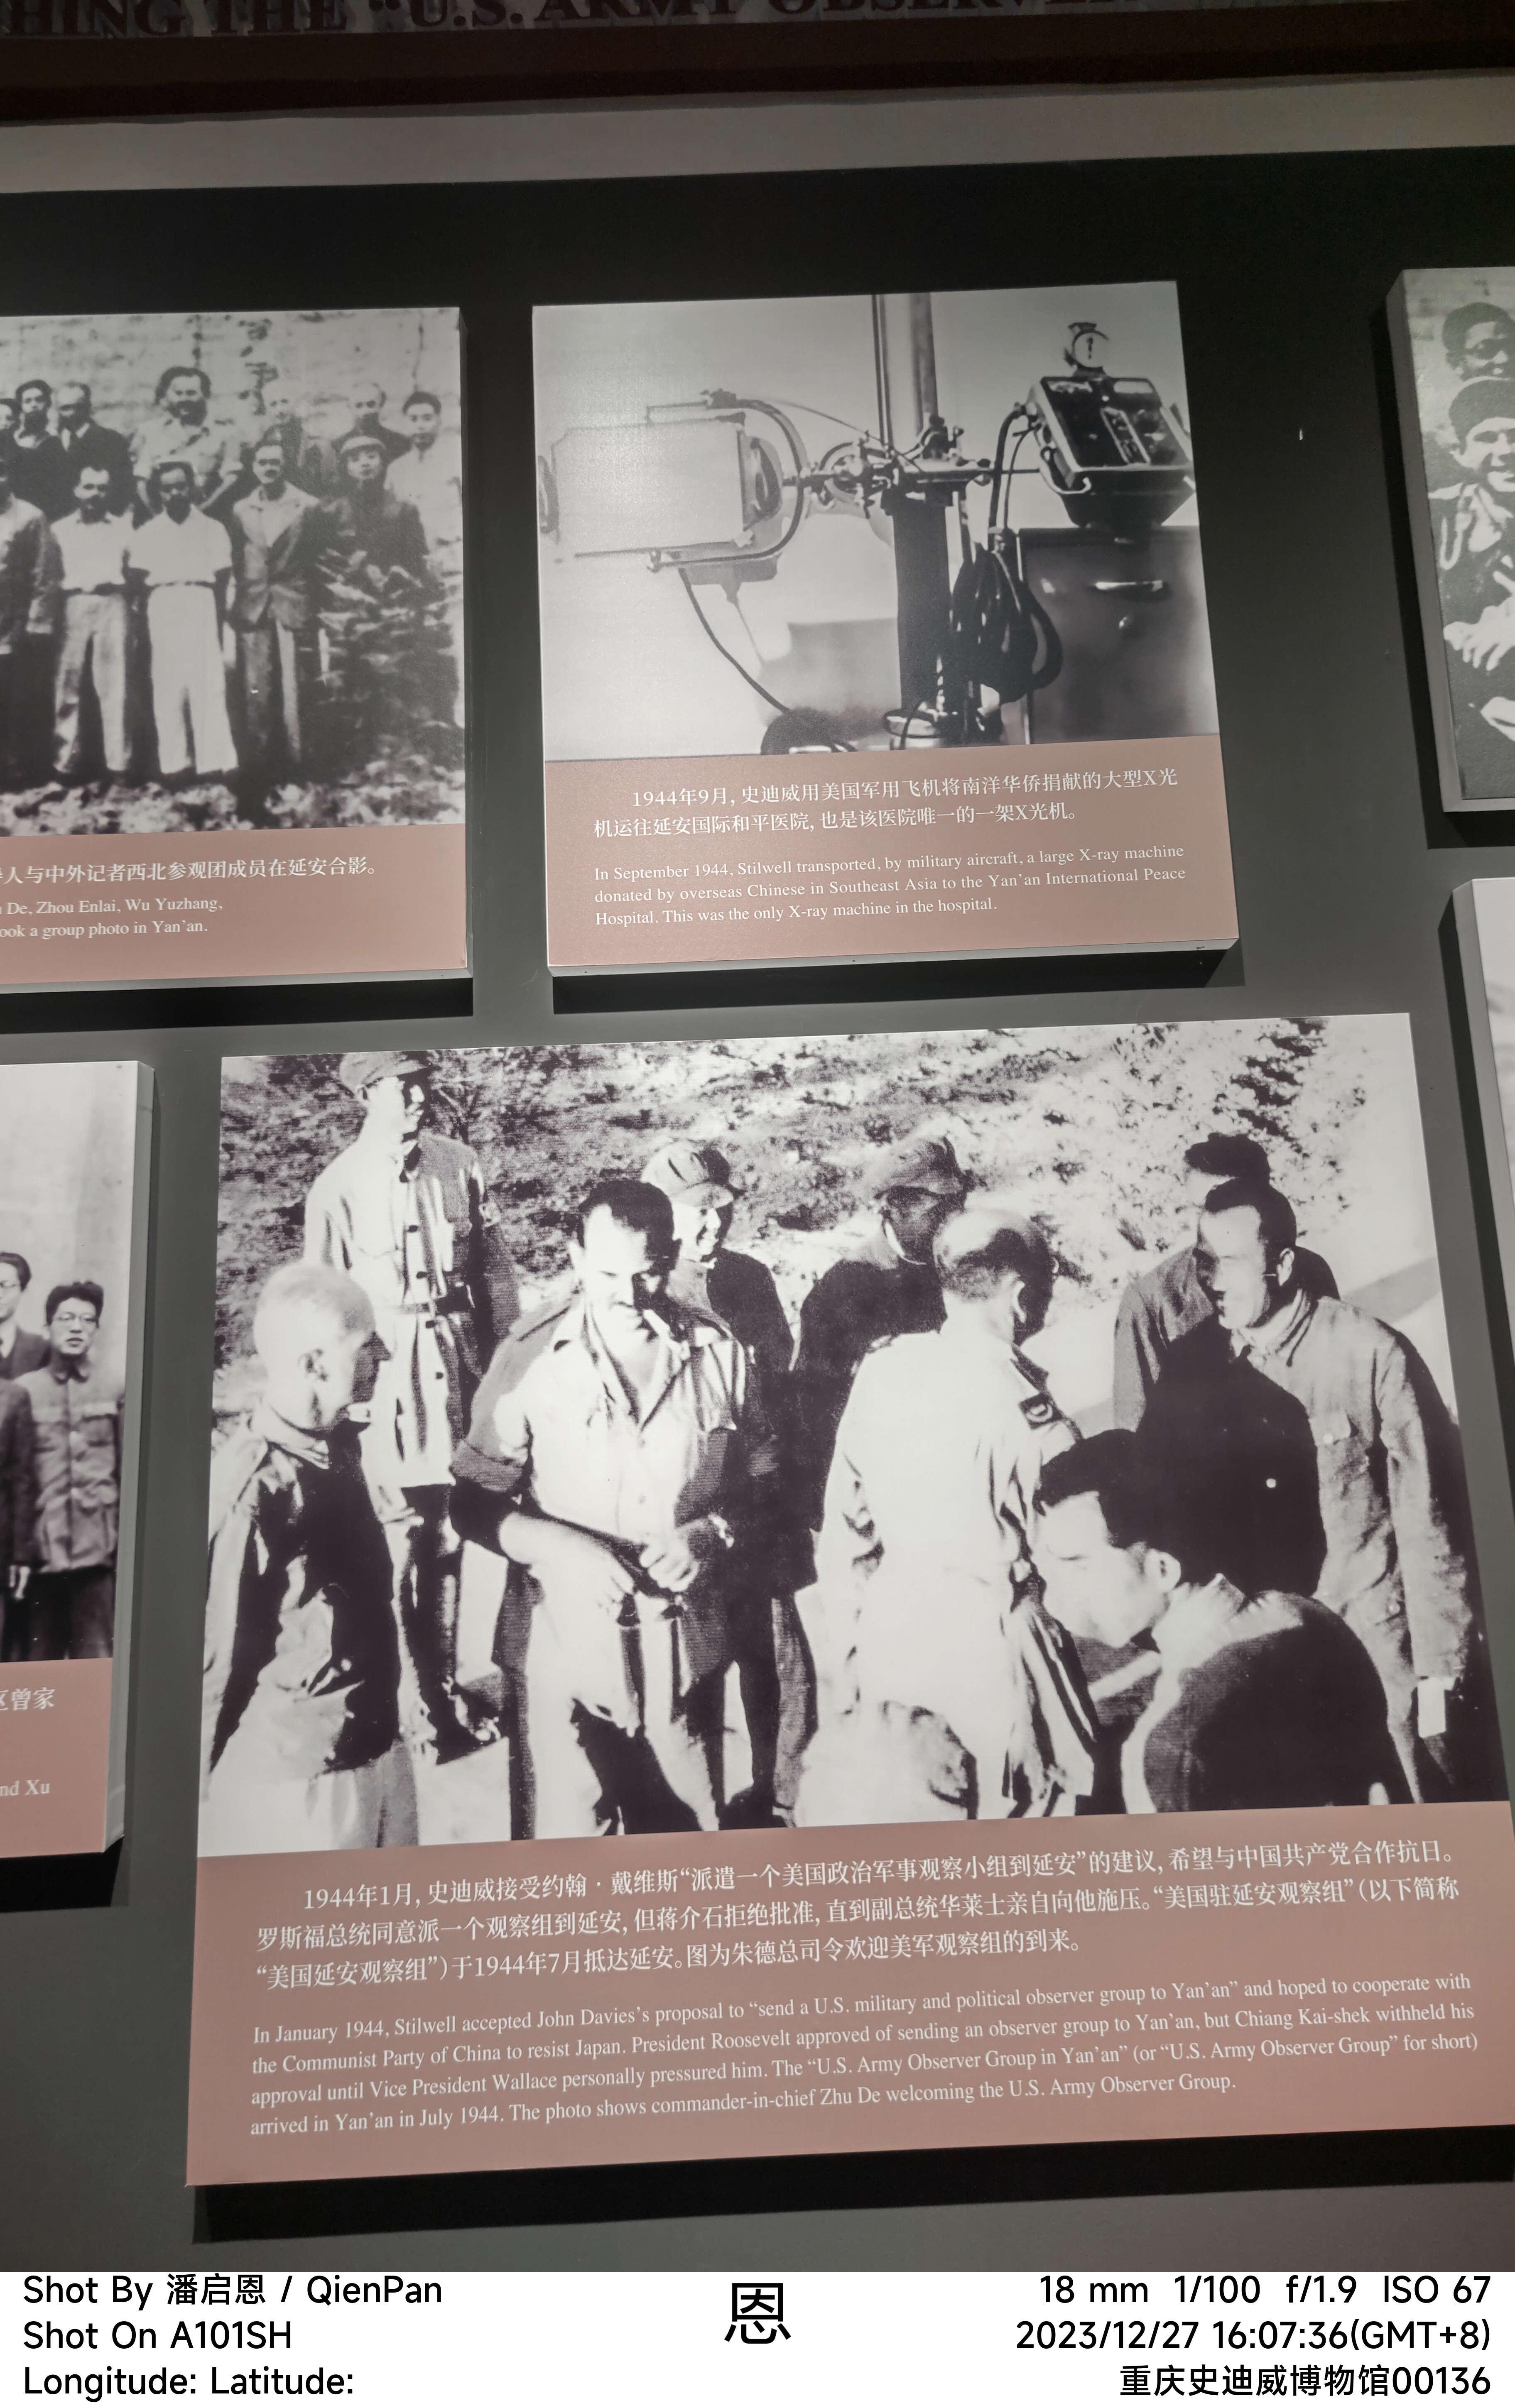 HING THE “U.S. ARMY OBSERVER
人与中外记者西北参观团成员在延安合影。
De, Zhou Enlai, Wu Yuzhang,
ook a group photo in Yan’an.
1944年9月，史迪威用美国军用飞机将南洋华侨捐献的大型X光
机运往延安国际和平医院，也是该医院唯一的一架X光机。
In September 1944, Stilwell transported, by military aircraft, a large X-ray machine
donated by overseas Chinese in Southeast Asia to the Yan’an International Peace
Hospital. This was the only X-ray machine in the hospital.
区曾家
nd Xu
1944年1月，史迪威接受约翰·戴维斯“派遣一个美国政治军事观察小组到延安”的建议，希望与中国共产党合作抗日。
罗斯福总统同意派一个观察组到延安，但蒋介石拒绝批准，直到副总统华莱士亲自向他施压。“美国驻延安观察组”（以下简称
“美国延安观察组”）于1944年7月抵达延安。图为朱德总司令欢迎美军观察组的到来。
In January 1944, Stilwell accepted John Davies’s proposal to “send a U.S. military and political observer group to Yan’an” and hoped to cooperate with
the Communist Party of China to resist Japan. President Roosevelt approved of sending an observer group to Yan’an, but Chiang Kai-shek withheld his
approval until Vice President Wallace personally pressured him. The “U.S. Army Observer Group in Yan’an” (or “U.S. Army Observer Group” for short)
arrived in Yan’an in July 1944. The photo shows commander-in-chief Zhu De welcoming the U.S. Army Observer Group.
Shot By 潘启恩 / QienPan
Shot On A101SH
Longitude: Latitude:
恩
18 mm 1/100 f/1.9 ISO 67
2023/12/27 16:07:36(GMT+8)
重庆史迪威博物馆00136